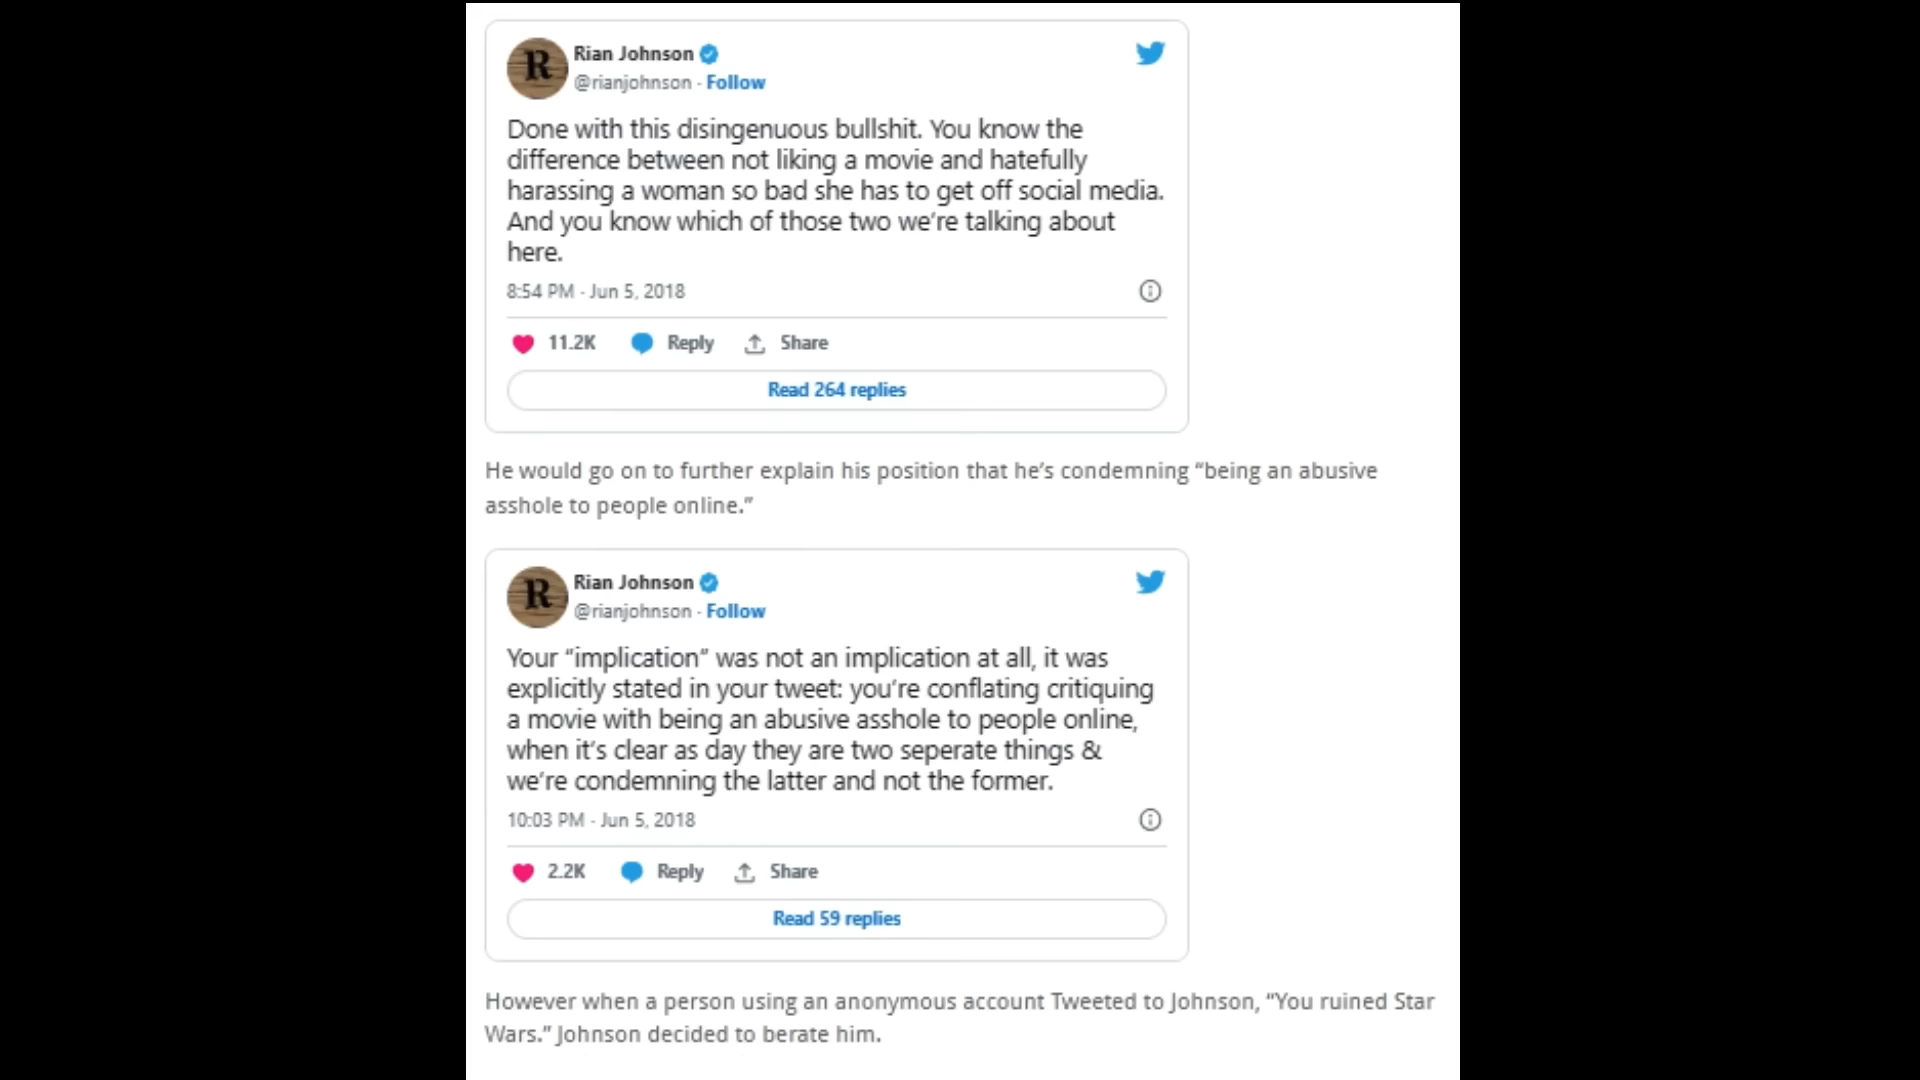 Rian Johnson
@rianjohnson · Follow
Done with this disingenuous bullshit. You know the
difference between not liking a movie and hatefully
harassing a woman so bad she has to get off social media.
And you know which of those two we’re talking about
here.
8:54 PM · Jun 5, 2018
11.2K Reply Share
Read 264 replies
He would go on to further explain his position that he’s condemning “being an abusive
asshole to people online.”
Rian Johnson
@rianjohnson · Follow
Your “implication” was not an implication at all, it was
explicitly stated in your tweet: you’re conflating critiquing
a movie with being an abusive asshole to people online,
when it’s clear as day they are two seperate things &
we’re condemning the latter and not the former.
10:03 PM · Jun 5, 2018
2.2K Reply Share
Read 59 replies
However when a person using an anonymous account Tweeted to Johnson, “You ruined Star
Wars.” Johnson decided to berate him.